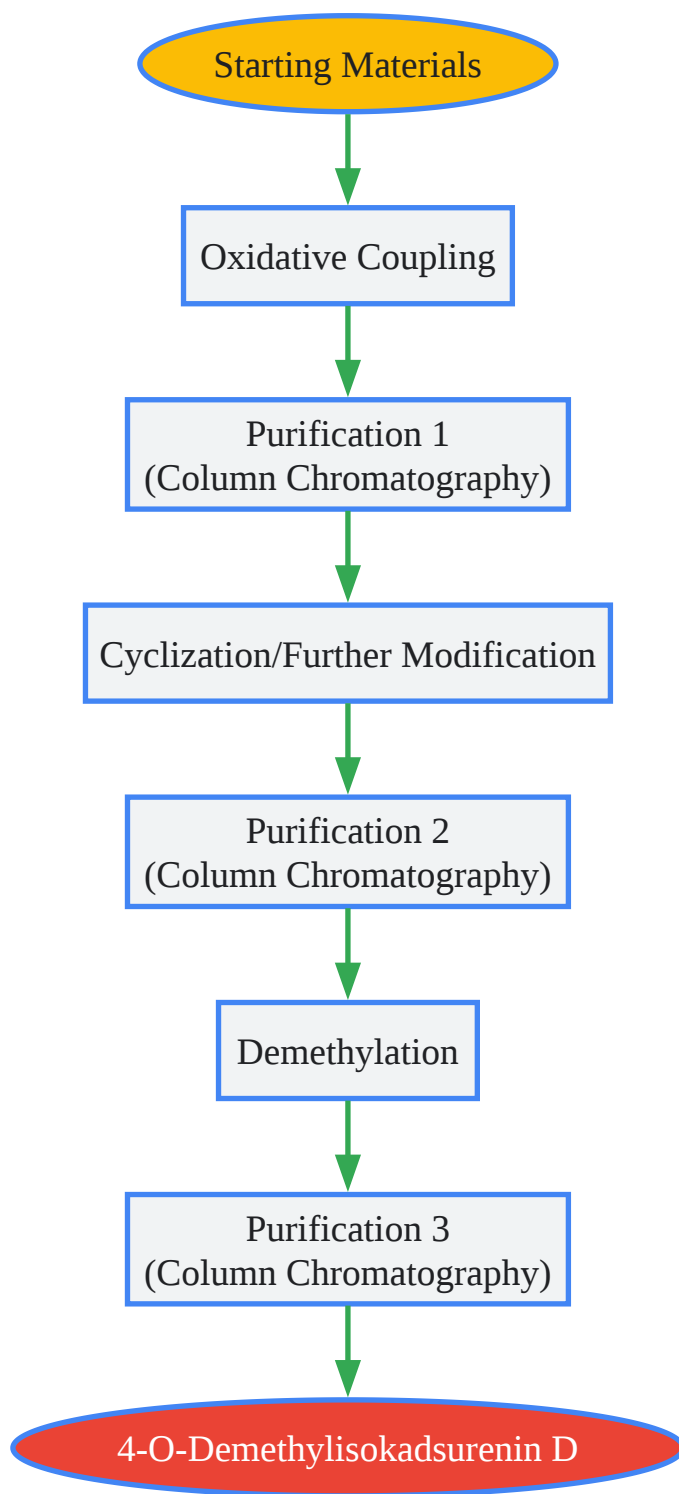 Starting Materials
Oxidative Coupling
Purification 1
(Column Chromatography)
Cyclization/Further Modification
Purification 2
(Column Chromatography)
Demethylation
Purification 3
(Column Chromatography)
4-O-Demethylisokadsurenin D